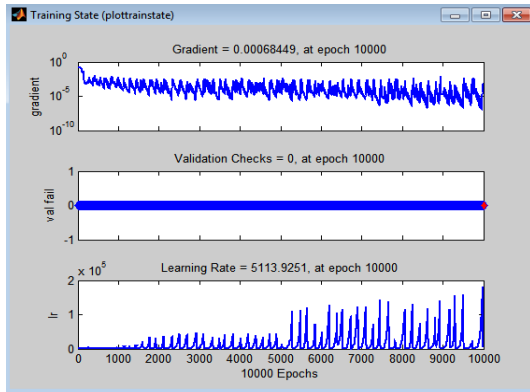 Training State (plottrainstate)
Gradient = 0.00068449, at epoch 10000
10^0
10^-5
10^-10
gradient
Validation Checks = 0, at epoch 10000
1
0
-1
val fail
Learning Rate = 5113.9251, at epoch 10000
x 10^5
2
1
0
lr
0 1000 2000 3000 4000 5000 6000 7000 8000 9000 10000
10000 Epochs